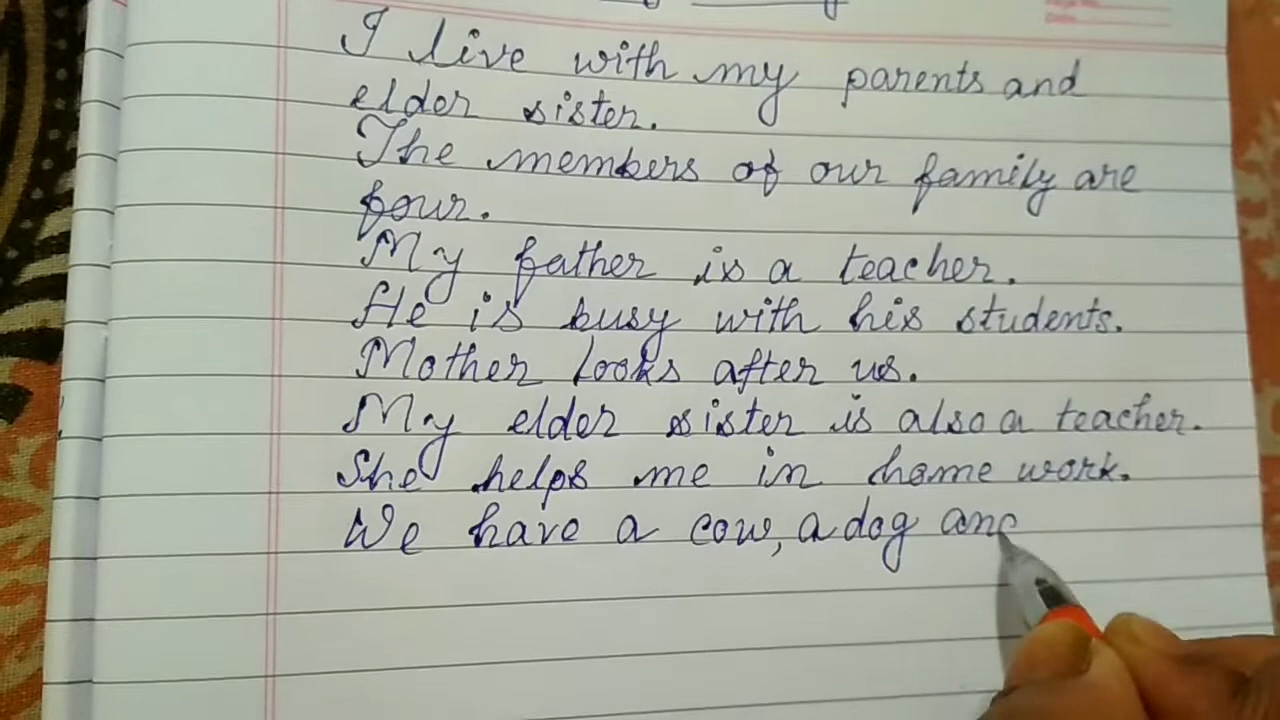 I live with my parents and
elder sister.
The members of our family are
four.
My father is a teacher.
He is busy with his students.
Mother looks after us.
My elder sister is also a teacher.
She helps me in home work.
We have a cow, a dog an